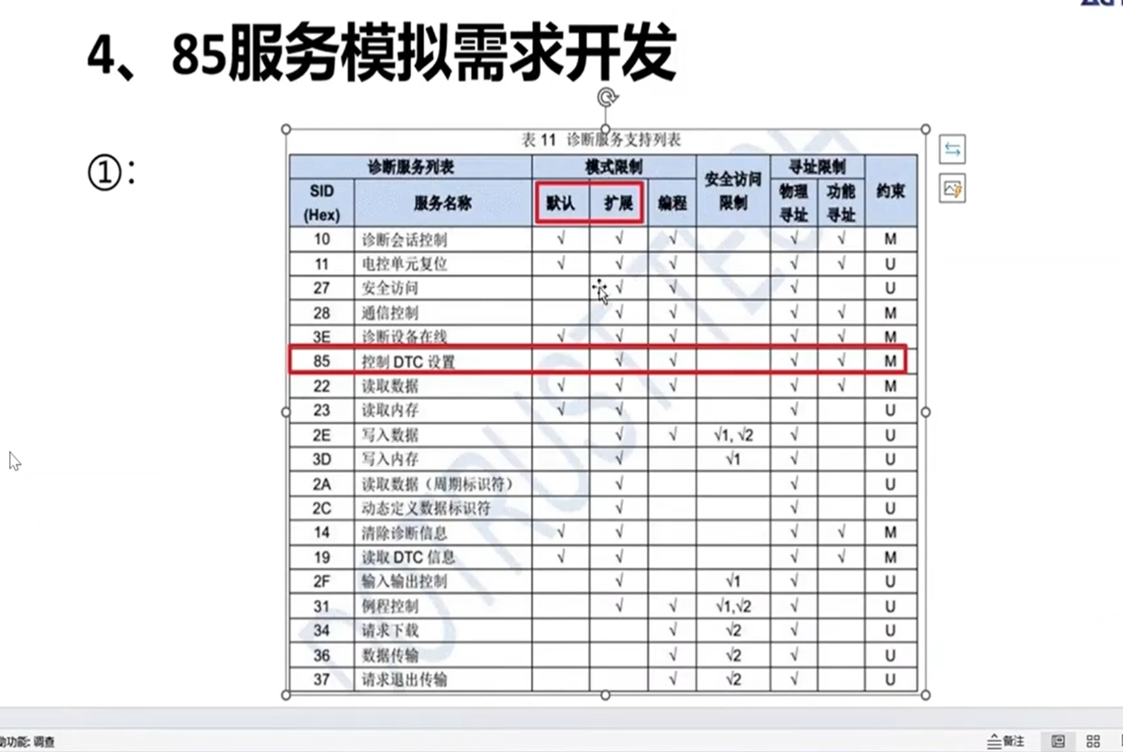 4、85服务模拟需求开发
①：
表 11 诊断服务支持列表
诊断服务列表 模式限制 安全访问限制 寻址限制 约束
SID (Hex) 服务名称 默认 扩展 编程 物理寻址 功能寻址
10 诊断会话控制 √ √ √ √ √ M
11 电控单元复位 √ √ √ √ √ U
27 安全访问 √ √ √ U
28 通信控制 √ √ √ √ M
3E 诊断设备在线 √ √ √ √ √ M
85 控制 DTC 设置 √ √ √ √ M
22 读取数据 √ √ √ √ √ M
23 读取内存 √ √ √ U
2E 写入数据 √ √ √1, √2 √ U
3D 写入内存 √ √1 √ U
2A 读取数据（周期标识符） √ √ U
2C 动态定义数据标识符 √ √ U
14 清除诊断信息 √ √ √ √ M
19 读取 DTC 信息 √ √ √ √ M
2F 输入输出控制 √ √1 √ U
31 例程控制 √ √ √1,√2 √ U
34 请求下载 √ √2 √ U
36 数据传输 √ √2 √ U
37 请求退出传输 √ √2 √ U
助功能: 调查
备注